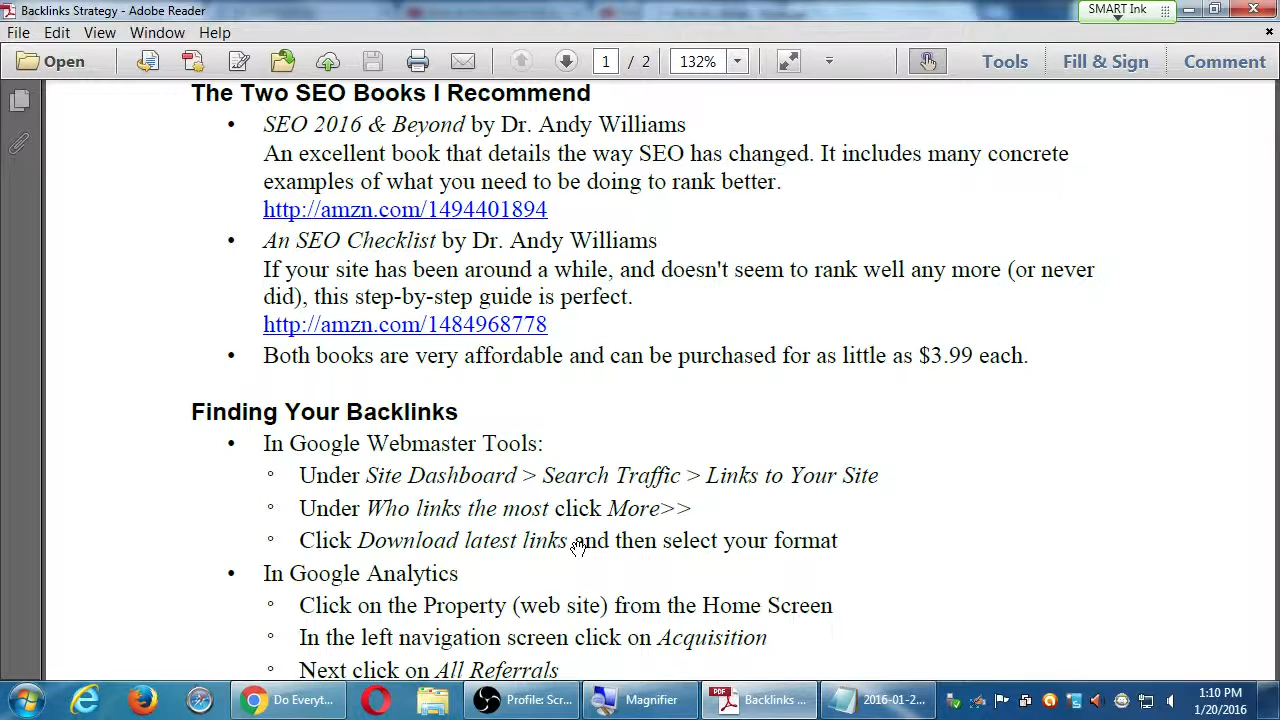 Backlinks Strategy - Adobe Reader
SMART Ink
File Edit View Window Help
Open 1 / 2 132% Tools Fill & Sign Comment
The Two SEO Books I Recommend
• SEO 2016 & Beyond by Dr. Andy Williams
An excellent book that details the way SEO has changed. It includes many concrete
examples of what you need to be doing to rank better.
http://amzn.com/1494401894
• An SEO Checklist by Dr. Andy Williams
If your site has been around a while, and doesn't seem to rank well any more (or never
did), this step-by-step guide is perfect.
http://amzn.com/1484968778
• Both books are very affordable and can be purchased for as little as $3.99 each.
Finding Your Backlinks
• In Google Webmaster Tools:
◦ Under Site Dashboard > Search Traffic > Links to Your Site
◦ Under Who links the most click More>>
◦ Click Download latest links and then select your format
• In Google Analytics
◦ Click on the Property (web site) from the Home Screen
◦ In the left navigation screen click on Acquisition
◦ Next click on All Referrals
Do Everyt... Profile: Scr... Magnifier Backlinks ... 2016-01-2... 1:10 PM
1/20/2016